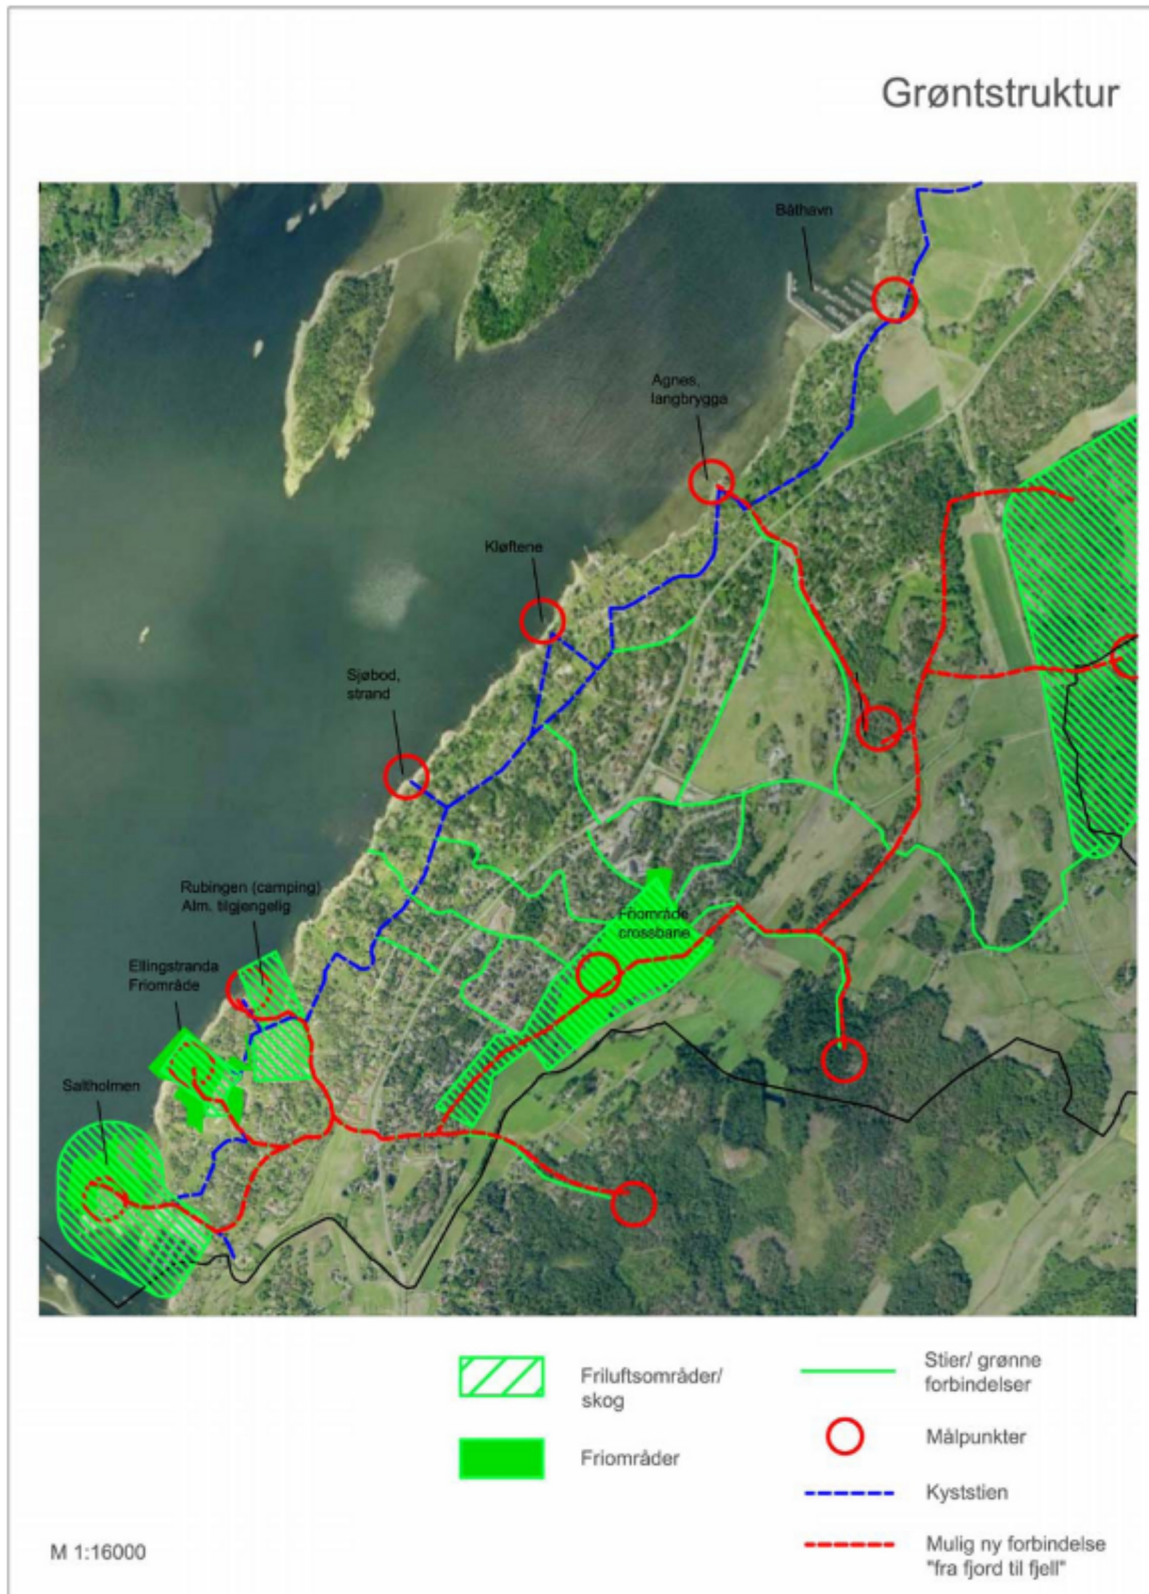 Grøntstruktur
Båthavn
Agnes,
langbrygga
Kløftene
Sjøbod,
strand
Rubingen (camping)
Alm. tilgjengelig
Friområde
crossbane
Ellingstranda
Friområde
Saltholmen
Friluftsområder/
skog
Friområder
Stier/ grønne
forbindelser
Målpunkter
Kyststien
Mulig ny forbindelse
"fra fjord til fjell"
M 1:16000